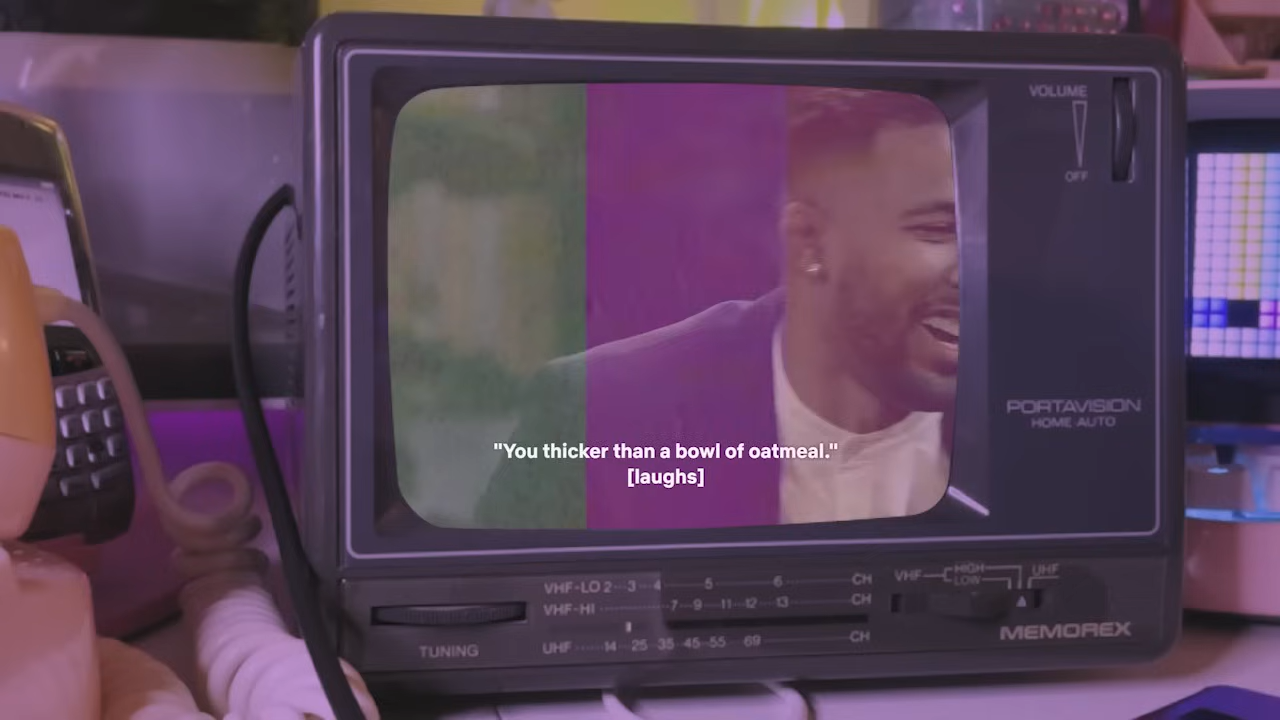 VOLUME
OFF
"You thicker than a bowl of oatmeal."
[laughs]
PORTAVISION
HOME AUTO
VHF-LO 2 3 4 5 6 CH
VHF-HI 7 9 11 12 13 CH
UHF 14 25 35 45 55 69 CH
TUNING
VHF HIGH LOW UHF
MEMOREX